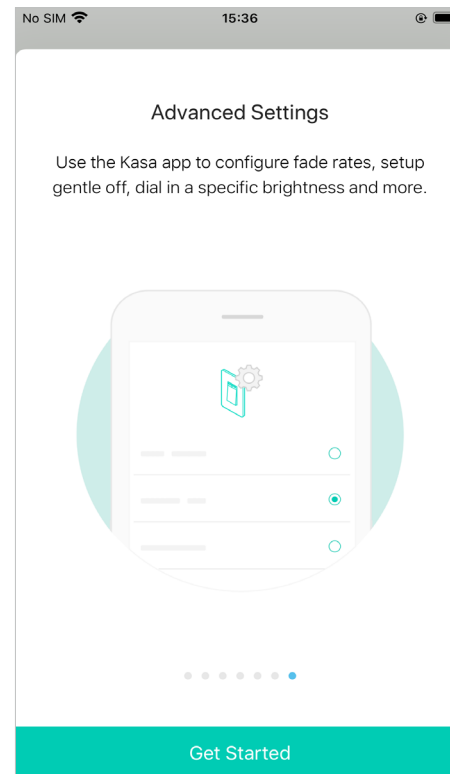 No SIM 15:36
Advanced Settings
Use the Kasa app to configure fade rates, setup
gentle off, dial in a specific brightness and more.
Get Started